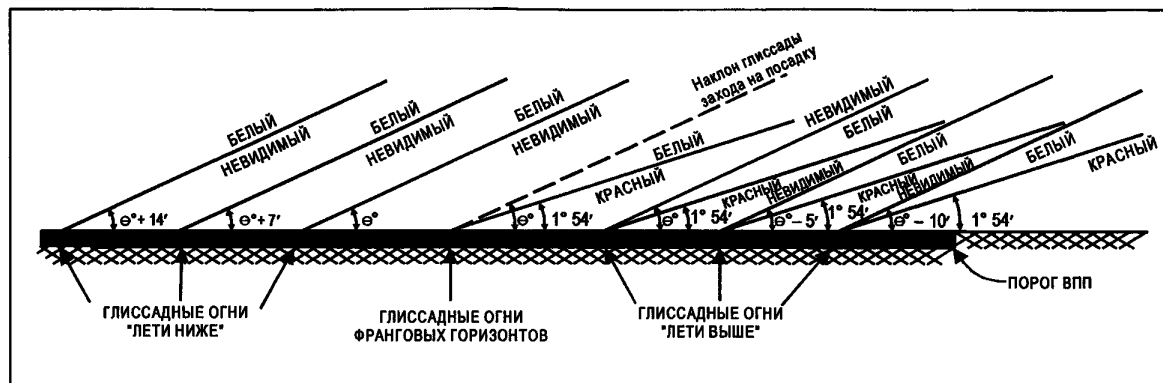 Наклон глиссады
захода на посадку
БЕЛЫЙ
НЕВИДИМЫЙ
БЕЛЫЙ
НЕВИДИМЫЙ
БЕЛЫЙ
НЕВИДИМЫЙ
БЕЛЫЙ
КРАСНЫЙ
НЕВИДИМЫЙ
БЕЛЫЙ
КРАСНЫЙ
НЕВИДИМЫЙ
БЕЛЫЙ
КРАСНЫЙ
НЕВИДИМЫЙ
БЕЛЫЙ
КРАСНЫЙ
ө°+ 14′
ө°+ 7′
ө°
ө°
1° 54′
ө°
1° 54′
ө°– 5′
1° 54′
ө°– 10′
1° 54′
ПОРОГ ВПП
ГЛИССАДНЫЕ ОГНИ
"ЛЕТИ НИЖЕ"
ГЛИССАДНЫЕ ОГНИ
ФРАНГОВЫХ ГОРИЗОНТОВ
ГЛИССАДНЫЕ ОГНИ
"ЛЕТИ ВЫШЕ"